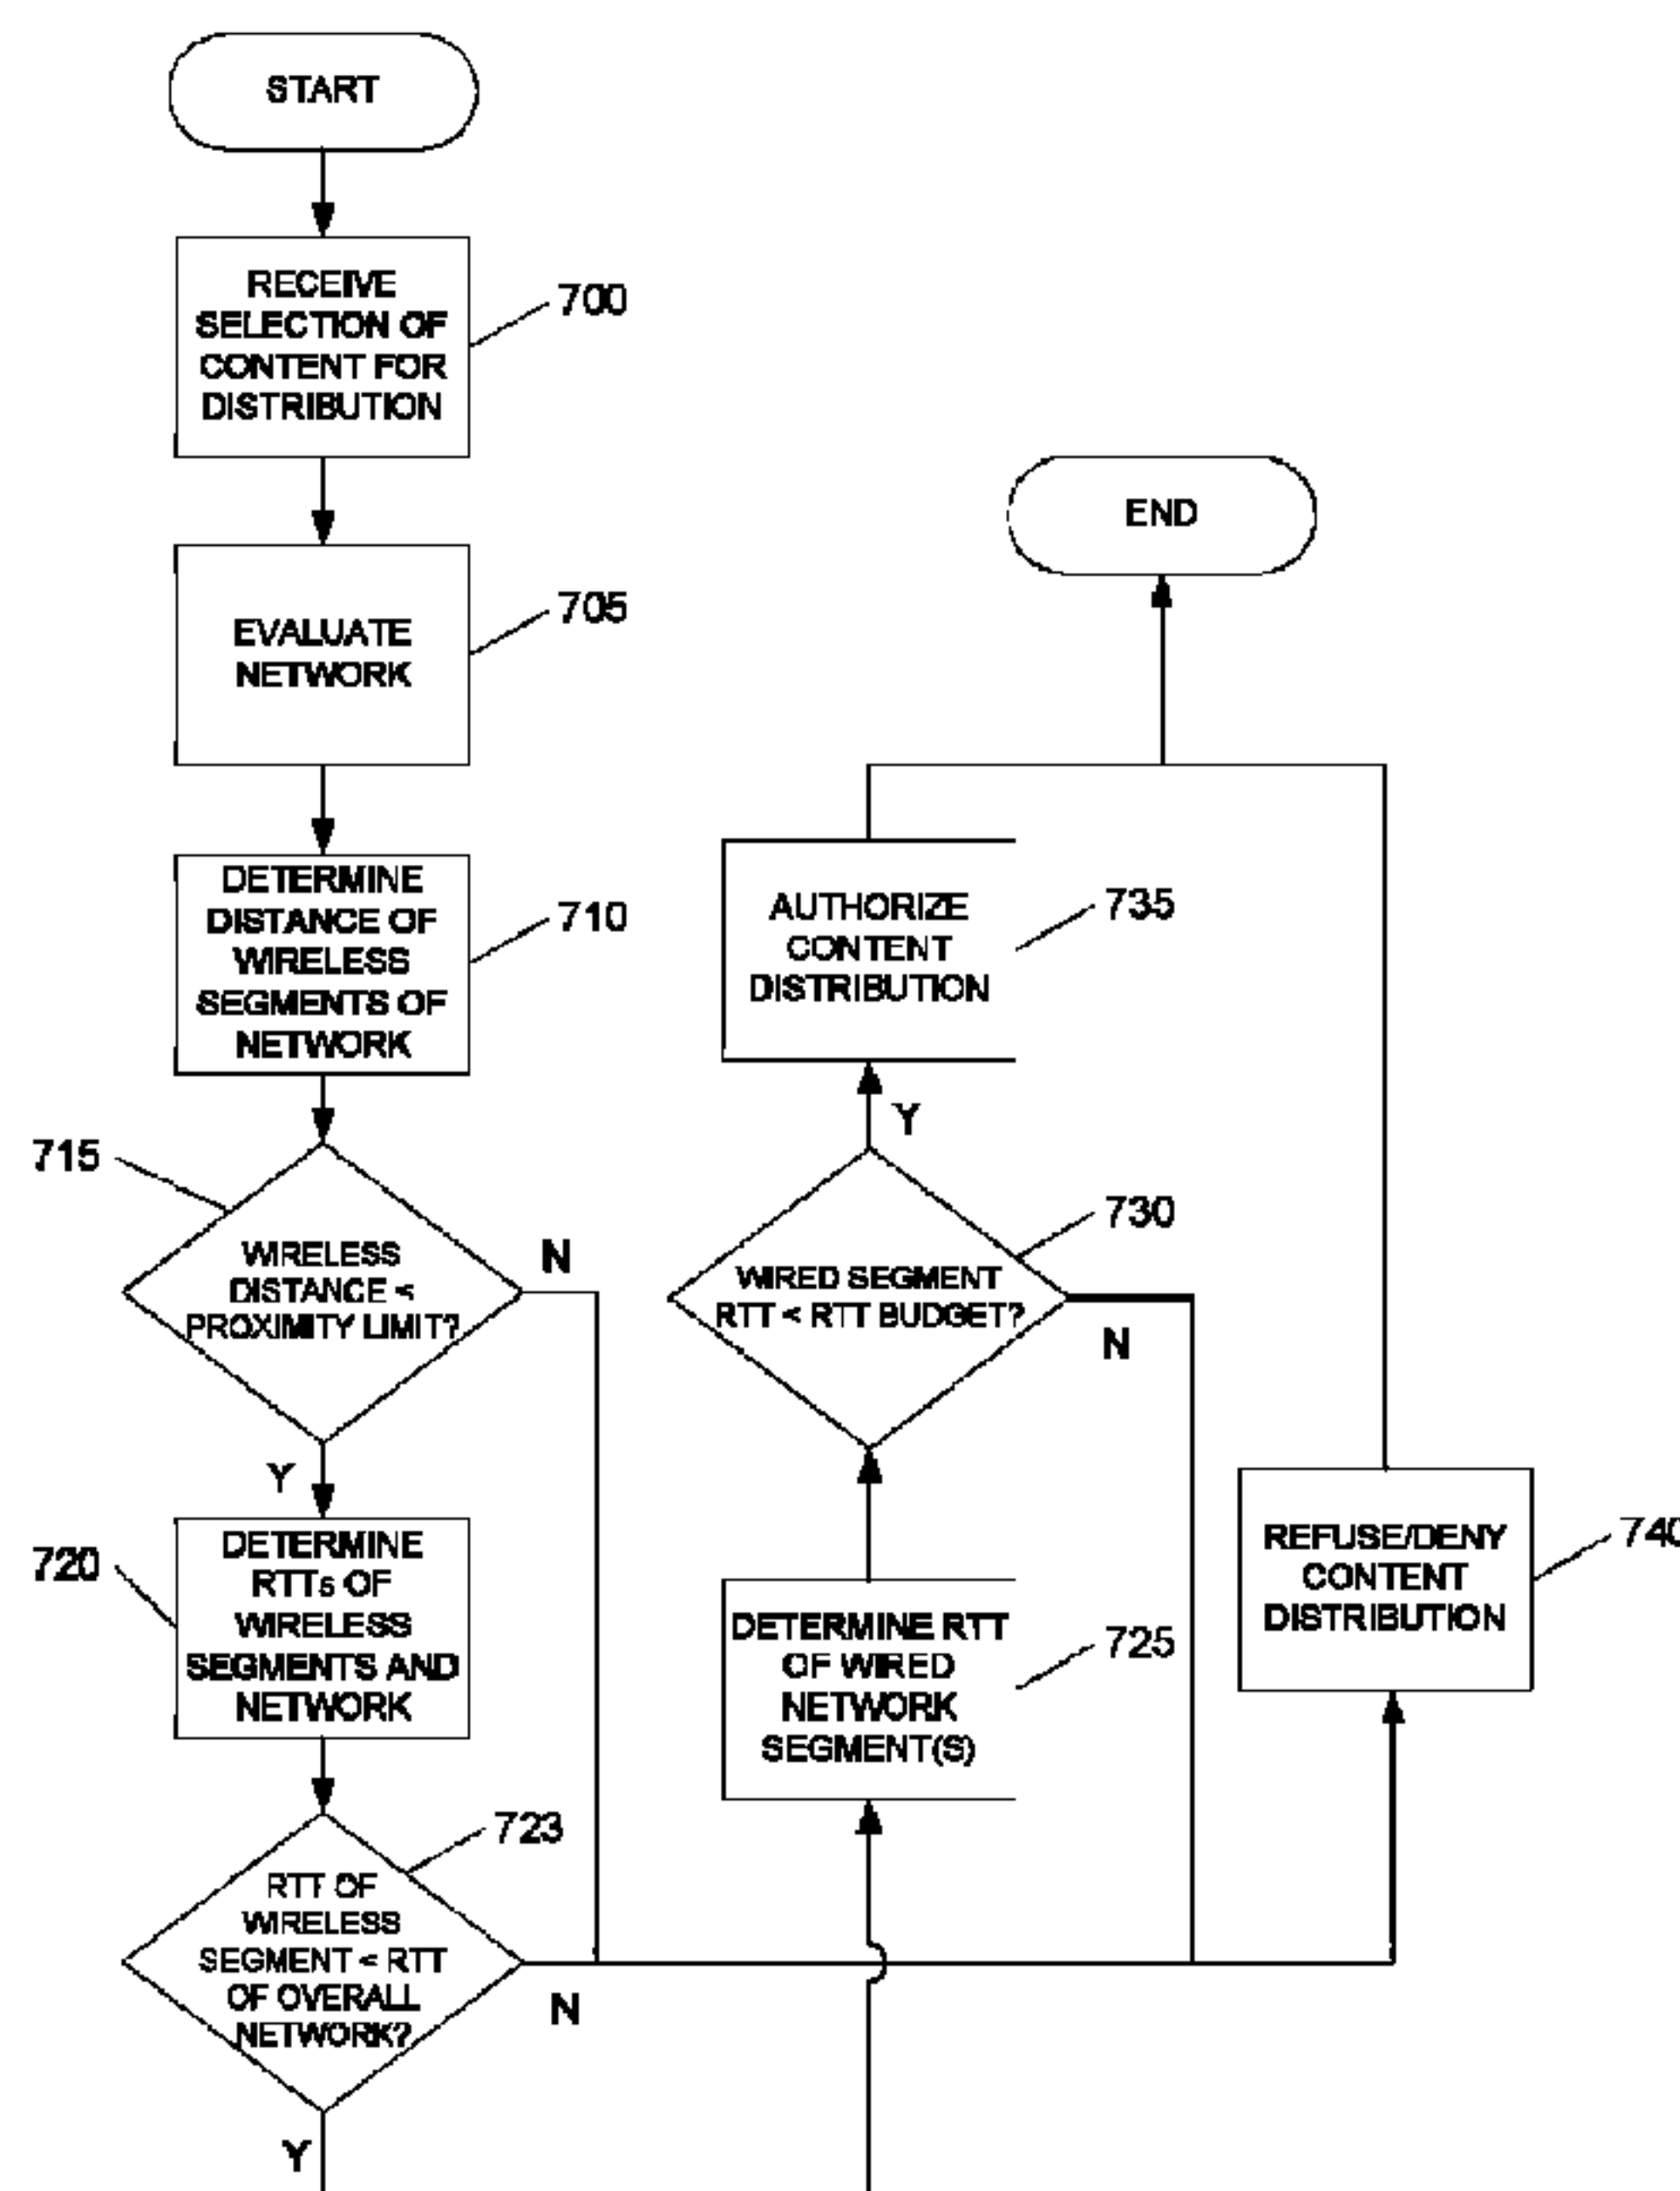 START
RECEIVE
SELECTION OF
CONTENT FOR
DISTRIBUTION
700
EVALUATE
NETWORK
705
DETERMINE
DISTANCE OF
WIRELESS
SEGMENTS OF
NETWORK
710
715
WIRELESS
DISTANCE <
PROXIMITY LIMIT?
N
Y
720
DETERMINE
RTTs OF
WIRELESS
SEGMENTS AND
NETWORK
723
RTT OF
WIRELESS
SEGMENT < RTT
OF OVERALL
NETWORK?
N
Y
END
AUTHORIZE
CONTENT
DISTRIBUTION
735
Y
730
WIRED SEGMENT
RTT < RTT BUDGET?
N
DETERMINE RTT
OF WIRED
NETWORK
SEGMENT(S)
725
REFUSE/DENY
CONTENT
DISTRIBUTION
740